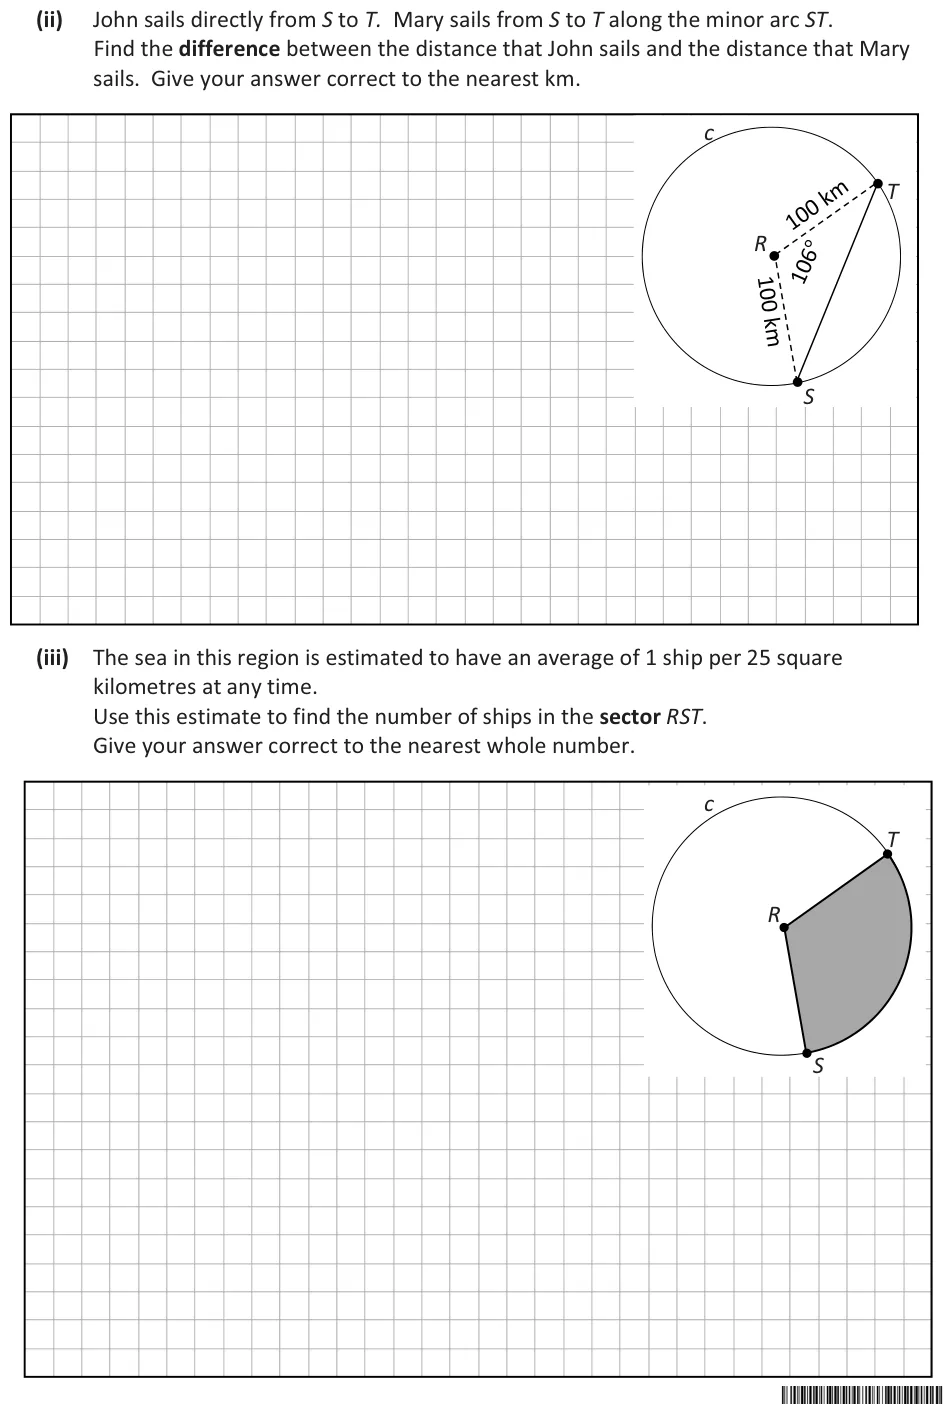 (ii) John sails directly from S to T. Mary sails from S to T along the minor arc ST.
Find the difference between the distance that John sails and the distance that Mary
sails. Give your answer correct to the nearest km.
c
T
100 km
R
106°
100 km
S
(iii) The sea in this region is estimated to have an average of 1 ship per 25 square
kilometres at any time.
Use this estimate to find the number of ships in the sector RST.
Give your answer correct to the nearest whole number.
c
T
R
S